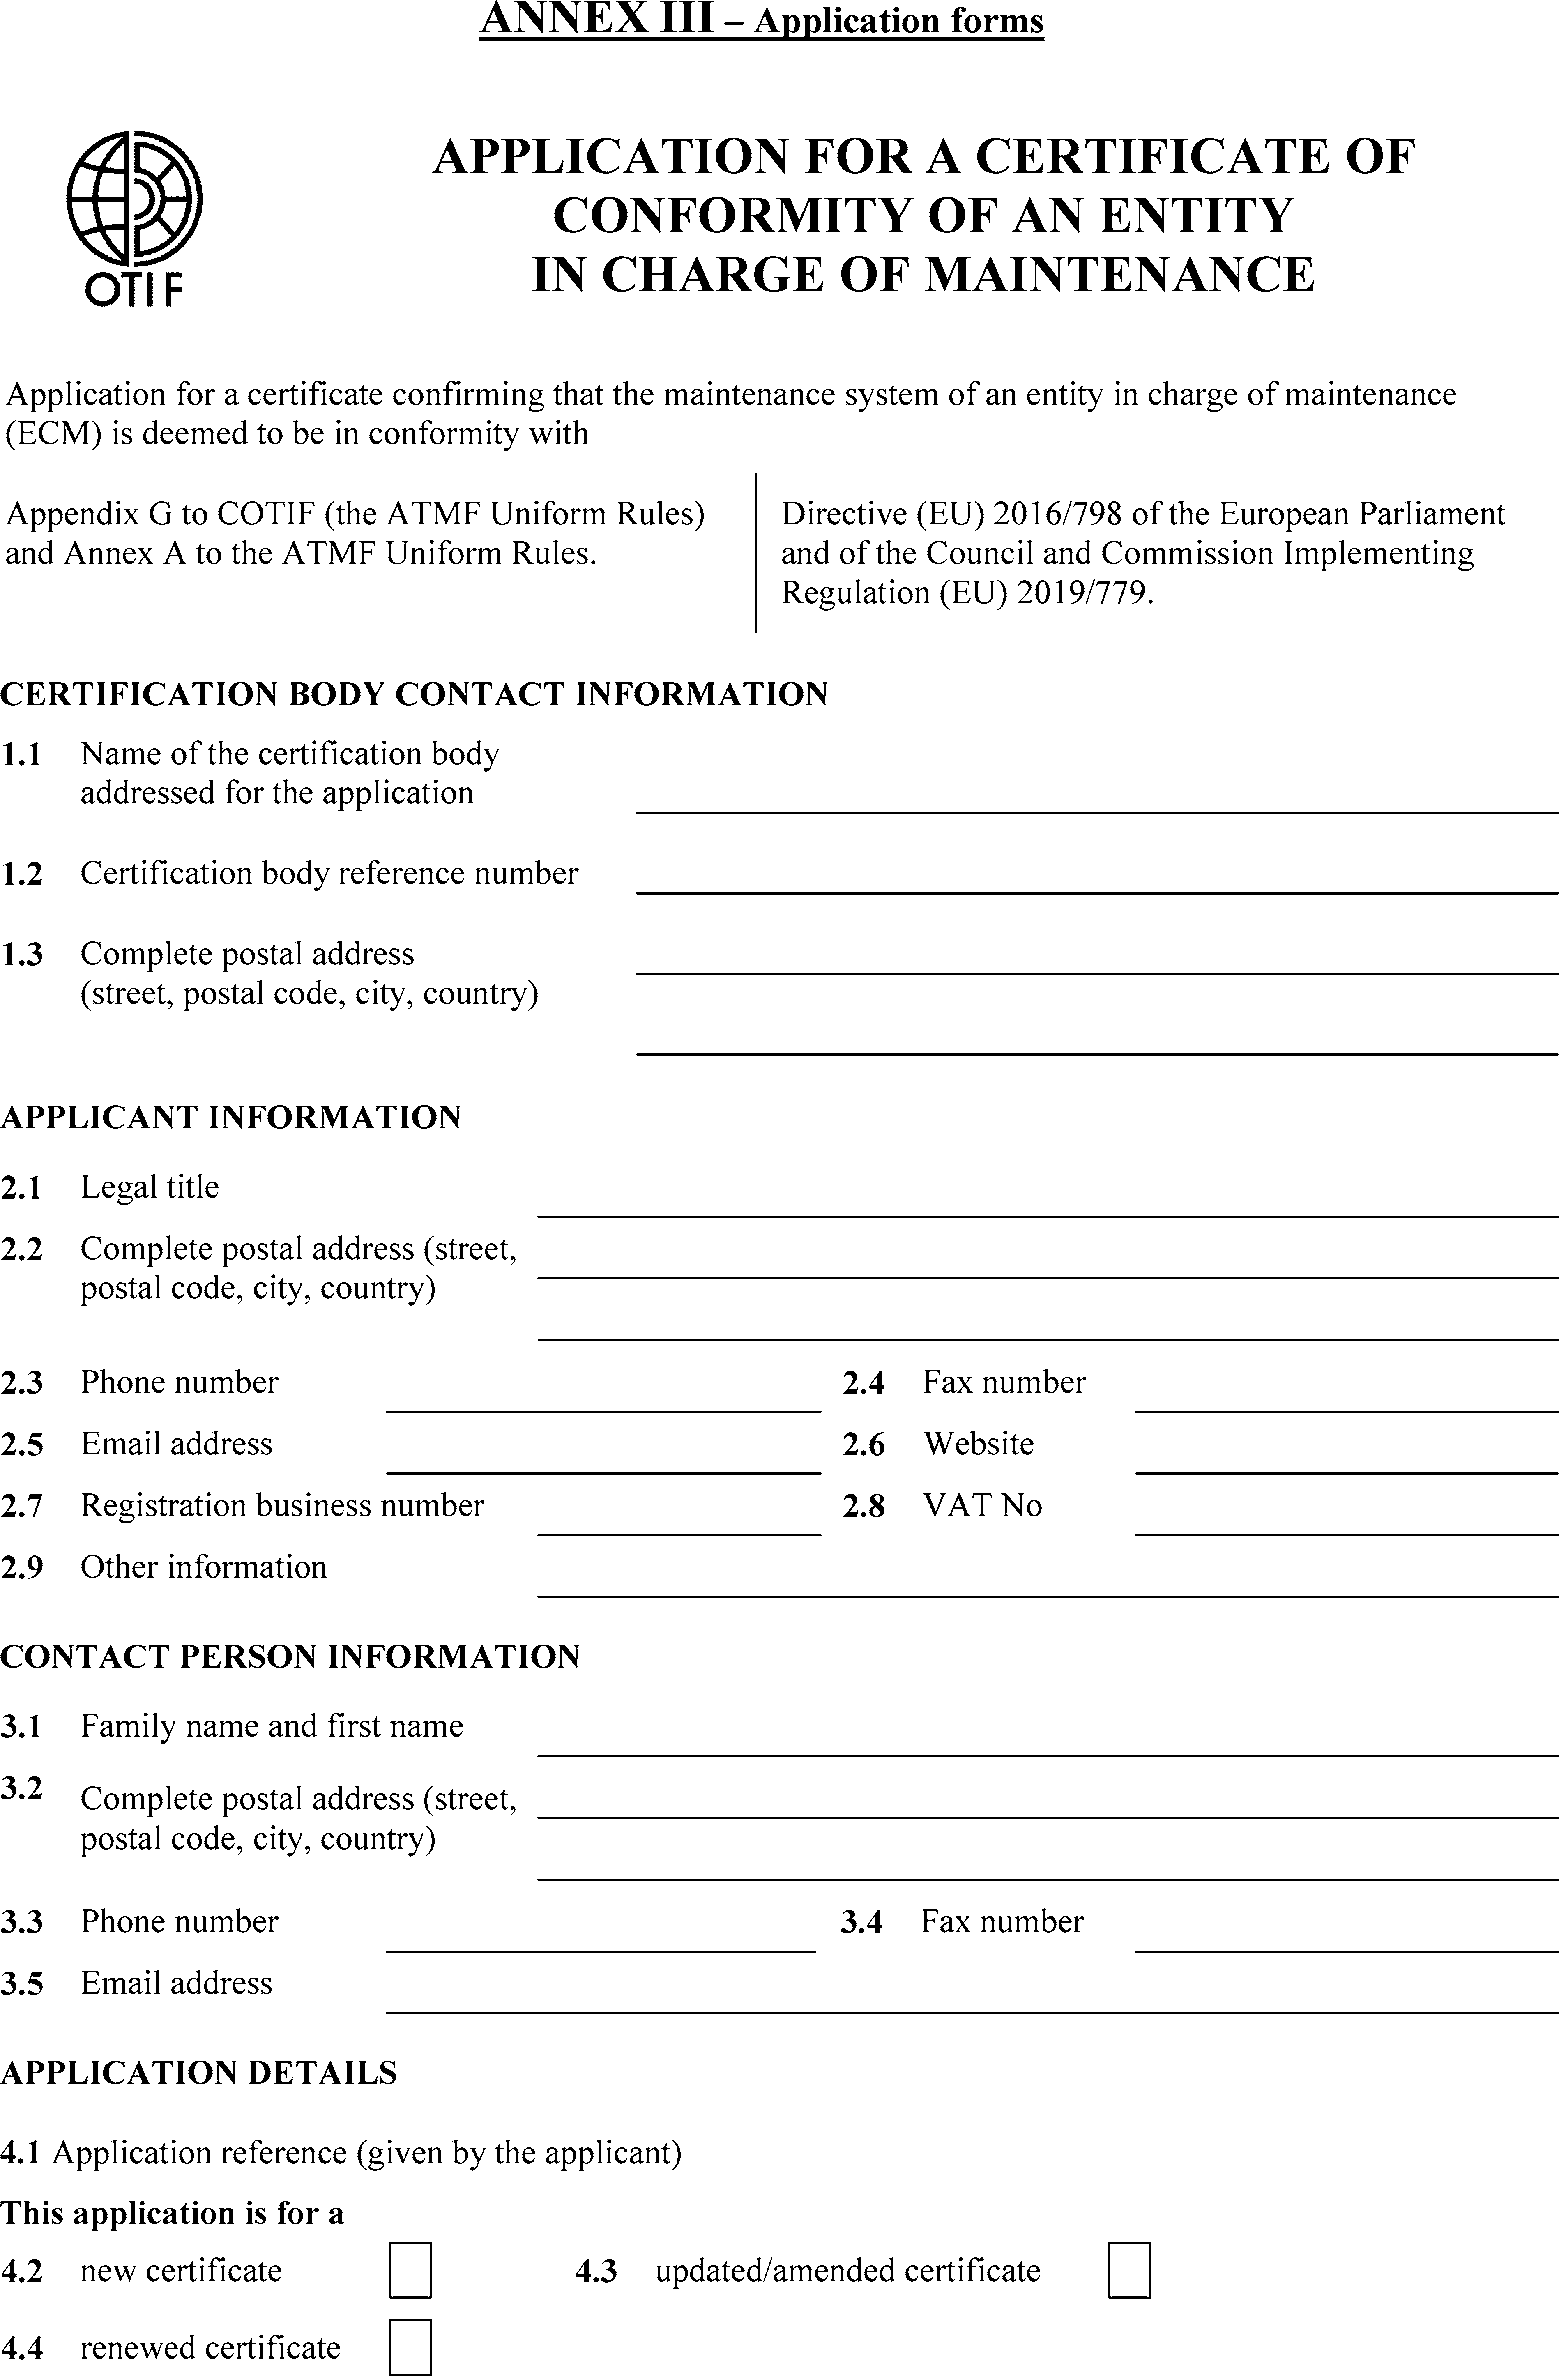 ANNEX III – Application forms
OTIF
APPLICATION FOR A CERTIFICATE OF
CONFORMITY OF AN ENTITY
IN CHARGE OF MAINTENANCE
Application for a certificate confirming that the maintenance system of an entity in charge of maintenance
(ECM) is deemed to be in conformity with
Appendix G to COTIF (the ATMF Uniform Rules)
and Annex A to the ATMF Uniform Rules.
Directive (EU) 2016/798 of the European Parliament
and of the Council and Commission Implementing
Regulation (EU) 2019/779.
CERTIFICATION BODY CONTACT INFORMATION
1.1 Name of the certification body
addressed for the application
1.2 Certification body reference number
1.3 Complete postal address
(street, postal code, city, country)
APPLICANT INFORMATION
2.1 Legal title
2.2 Complete postal address (street,
postal code, city, country)
2.3 Phone number 2.4 Fax number
2.5 Email address 2.6 Website
2.7 Registration business number 2.8 VAT No
2.9 Other information
CONTACT PERSON INFORMATION
3.1 Family name and first name
3.2 Complete postal address (street,
postal code, city, country)
3.3 Phone number 3.4 Fax number
3.5 Email address
APPLICATION DETAILS
4.1 Application reference (given by the applicant)
This application is for a
4.2 new certificate 4.3 updated/amended certificate
4.4 renewed certificate